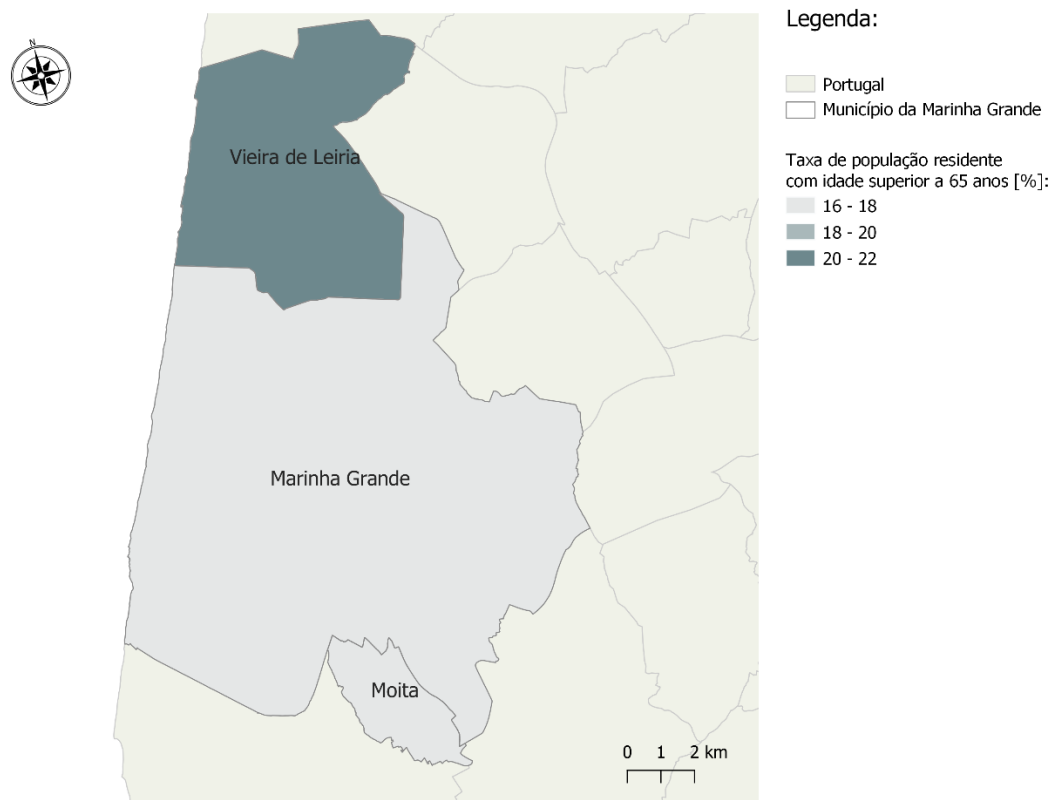 N
Legenda:
Portugal
Município da Marinha Grande
Taxa de população residente
com idade superior a 65 anos [%]:
16 - 18
18 - 20
20 - 22
Vieira de Leiria
Marinha Grande
Moita
0 1 2 km